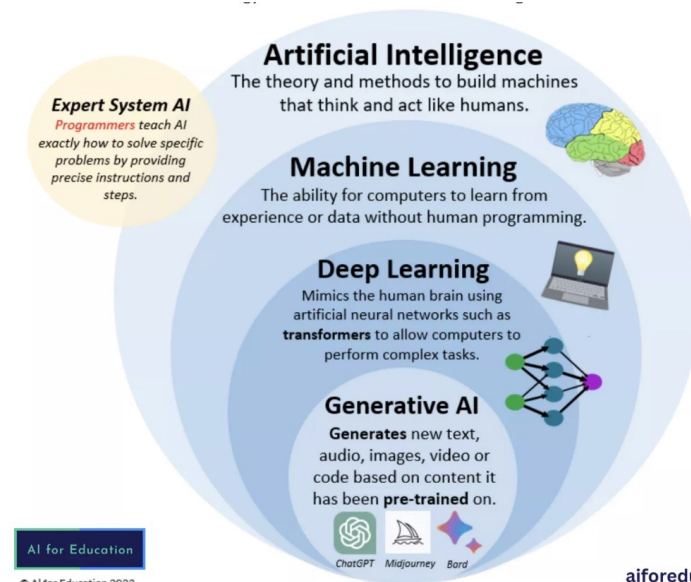 Artificial Intelligence
The theory and methods to build machines
that think and act like humans.
Expert System AI
Programmers teach AI
exactly how to solve specific
problems by providing
precise instructions and
steps.
Machine Learning
The ability for computers to learn from
experience or data without human programming.
Deep Learning
Mimics the human brain using
artificial neural networks such as
transformers to allow computers to
perform complex tasks.
Generative AI
Generates new text,
audio, images, video or
code based on content it
has been pre-trained on.
ChatGPT Midjourney Bard
AI for Education
aiforedu